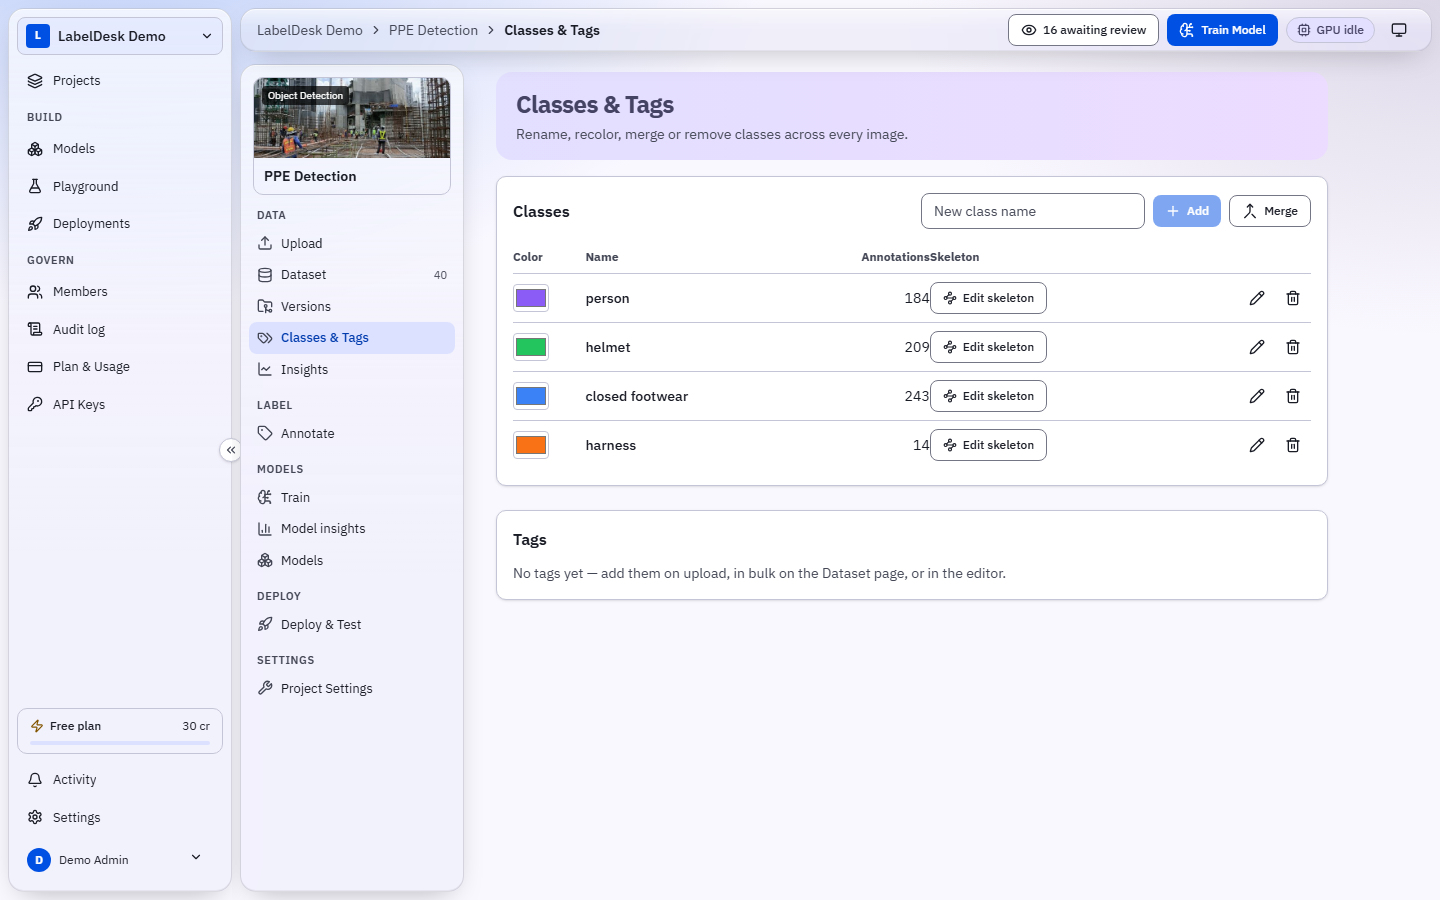 L LabelDesk Demo
Projects
BUILD
Models
Playground
Deployments
GOVERN
Members
Audit log
Plan & Usage
API Keys
Free plan 30 cr
Activity
Settings
D Demo Admin
LabelDesk Demo > PPE Detection > Classes & Tags
16 awaiting review
Train Model
GPU idle
Object Detection
PPE Detection
DATA
Upload
Dataset 40
Versions
Classes & Tags
Insights
LABEL
Annotate
MODELS
Train
Model insights
Models
DEPLOY
Deploy & Test
SETTINGS
Project Settings
Classes & Tags
Rename, recolor, merge or remove classes across every image.
Classes
New class name
Add
Merge
Color Name Annotations Skeleton
person 184 Edit skeleton
helmet 209 Edit skeleton
closed footwear 243 Edit skeleton
harness 14 Edit skeleton
Tags
No tags yet — add them on upload, in bulk on the Dataset page, or in the editor.